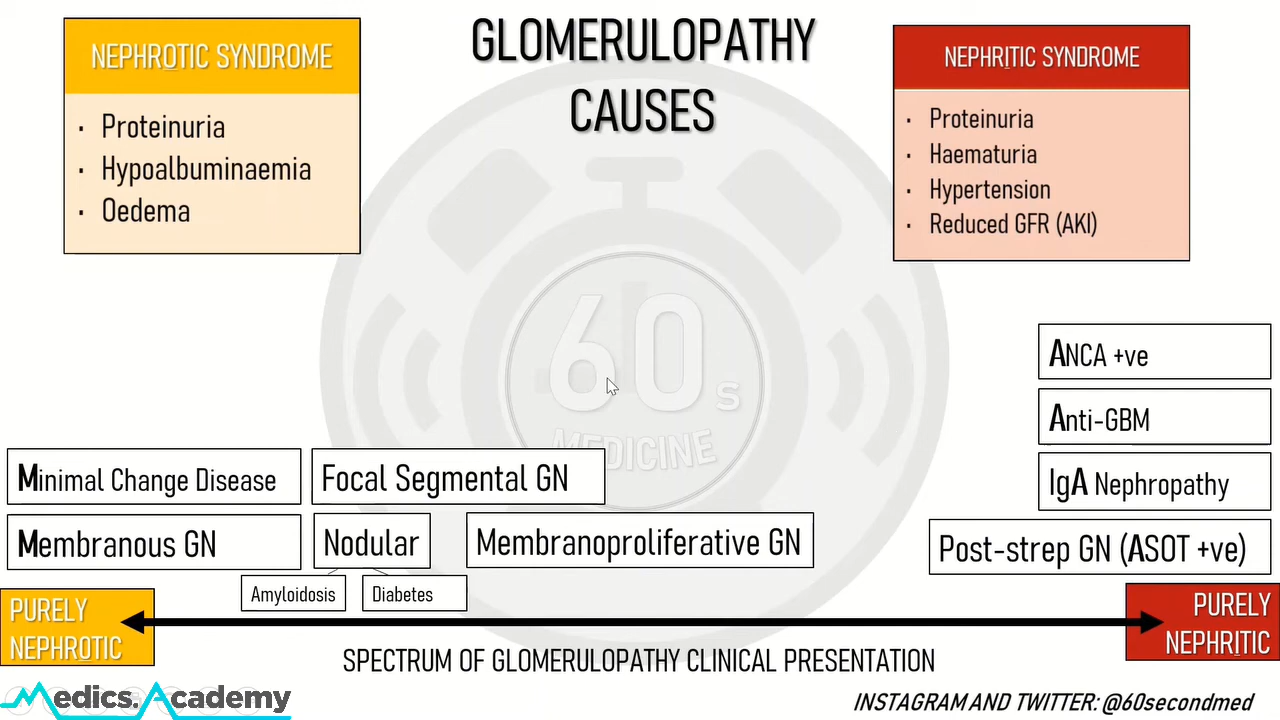 GLOMERULOPATHY
CAUSES
NEPHROTIC SYNDROME
· Proteinuria
· Hypoalbuminaemia
· Oedema
NEPHRITIC SYNDROME
· Proteinuria
· Haematuria
· Hypertension
· Reduced GFR (AKI)
60s
MEDICINE
ANCA +ve
Anti-GBM
IgA Nephropathy
Post-strep GN (ASOT +ve)
Minimal Change Disease
Focal Segmental GN
Membranous GN
Nodular
Membranoproliferative GN
Amyloidosis
Diabetes
PURELY
NEPHROTIC
PURELY
NEPHRITIC
SPECTRUM OF GLOMERULOPATHY CLINICAL PRESENTATION
Medics.Academy
INSTAGRAM AND TWITTER: @60secondmed